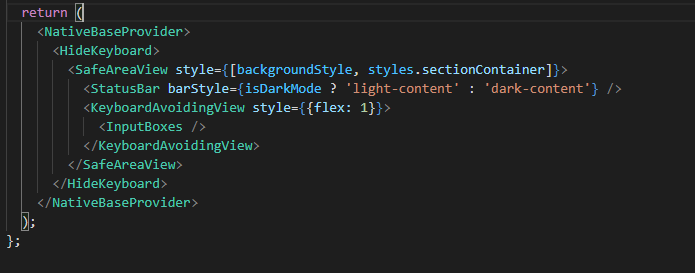 return (
<NativeBaseProvider>
<HideKeyboard>
<SafeAreaView style={[backgroundStyle, styles.sectionContainer]}>
<StatusBar barStyle={isDarkMode ? 'light-content' : 'dark-content'} />
<KeyboardAvoidingView style={{flex: 1}}>
<InputBoxes />
</KeyboardAvoidingView>
</SafeAreaView>
</HideKeyboard>
</NativeBaseProvider>
);
};